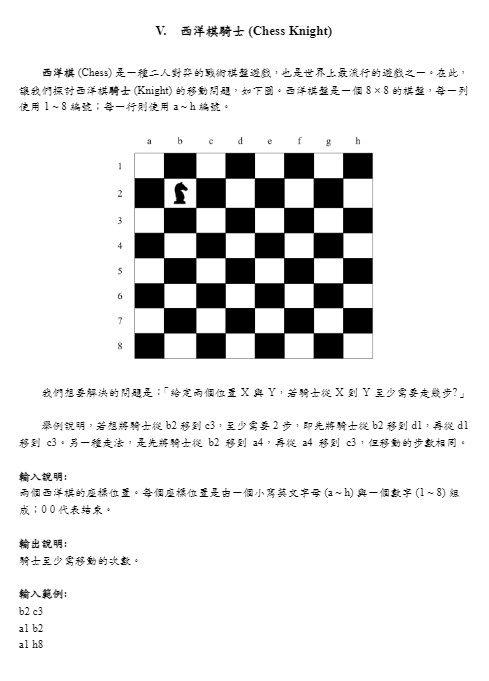 V. 西洋棋騎士 (Chess Knight)
西洋棋 (Chess) 是一種二人對弈的戰術棋盤遊戲，也是世界上最流行的遊戲之一。在此，
讓我們探討西洋棋騎士 (Knight) 的移動問題，如下圖。西洋棋盤是一個 8 × 8 的棋盤，每一列
使用 1 ~ 8 編號；每一行則使用 a ~ h 編號。
a b c d e f g h
1
2
3
4
5
6
7
8
我們想要解決的問題是：「給定兩個位置 X 與 Y，若騎士從 X 到 Y 至少需要走幾步?」
舉例說明，若想將騎士從 b2 移到 c3，至少需要 2 步，即先將騎士從 b2 移到 d1，再從 d1
移到 c3。另一種走法，是先將騎士從 b2 移到 a4，再從 a4 移到 c3，但移動的步數相同。
輸入說明:
兩個西洋棋的座標位置。每個座標位置是由一個小寫英文字母 (a ~ h) 與一個數字 (1 ~ 8) 組
成；0 0 代表結束。
輸出說明:
騎士至少需移動的次數。
輸入範例:
b2 c3
a1 b2
a1 h8